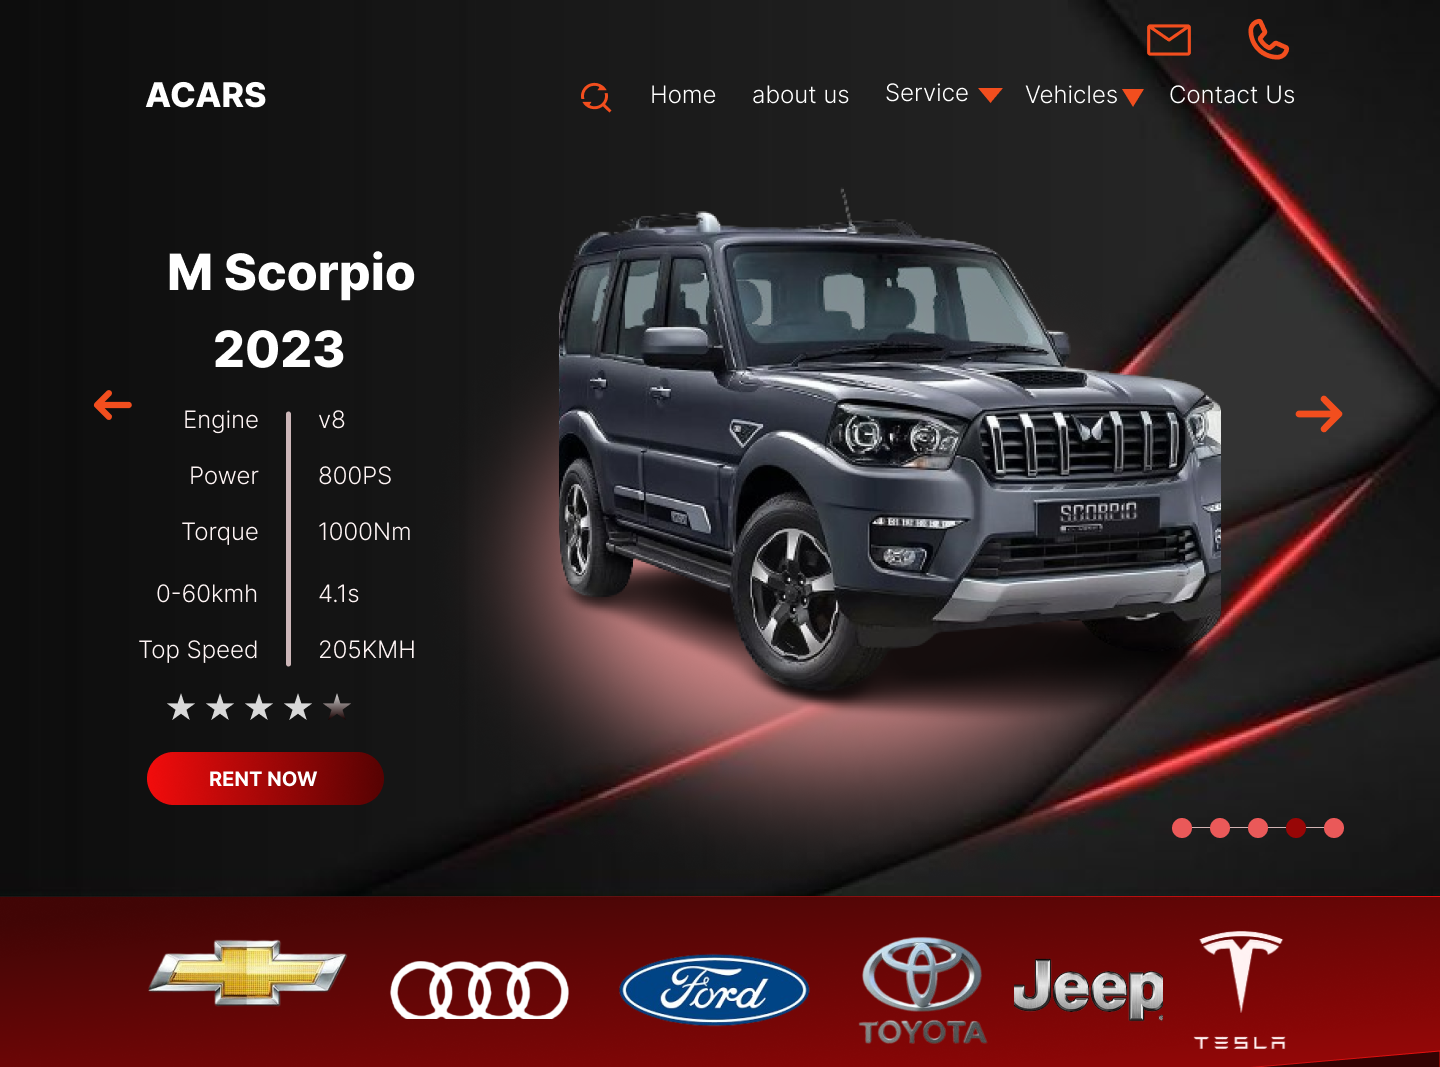 ACARS
Home about us Service Vehicles Contact Us
M Scorpio
2023
Engine v8
Power 800PS
Torque 1000Nm
0-60kmh 4.1s
Top Speed 205KMH
RENT NOW
SCORPIO
Ford
TOYOTA
Jeep
TESLA